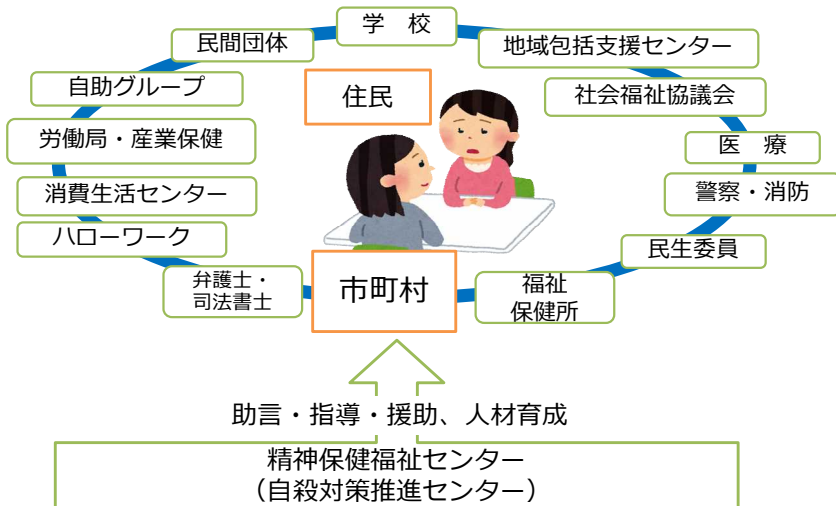 学　校
民間団体
地域包括支援センター
自助グループ
住民
社会福祉協議会
労働局・産業保健
医　療
消費生活センター
警察・消防
ハローワーク
民生委員
弁護士・
司法書士
市町村
福祉
保健所
助言・指導・援助、人材育成
精神保健福祉センター
（自殺対策推進センター）